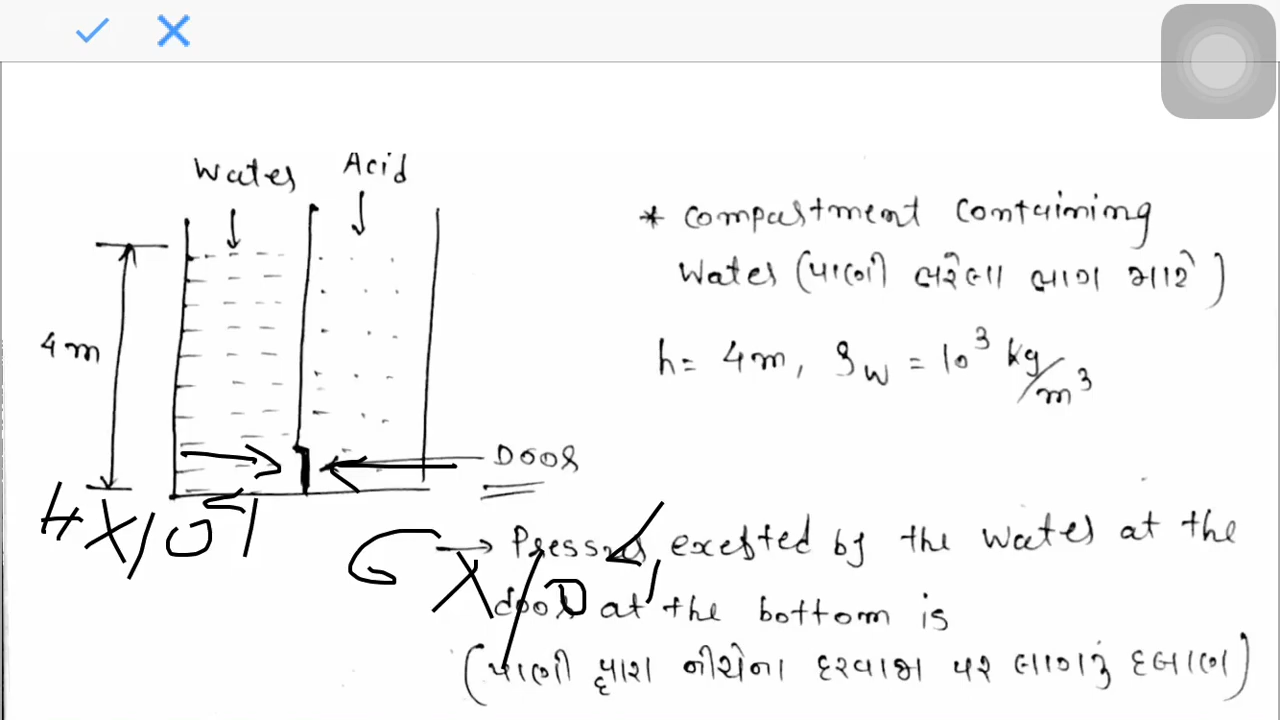 Water Acid
* Compartment containing
Water (પાણી ભરેલા ભાગ માટે)
4 m
h = 4m, ρw = 10³ kg/m³
Door
4 X 10⁴
→ Pressure exerted by the water at the
door at the bottom is
(પાણી દ્વારા નીચેના દરવાજા પર લાગતું દબાણ)